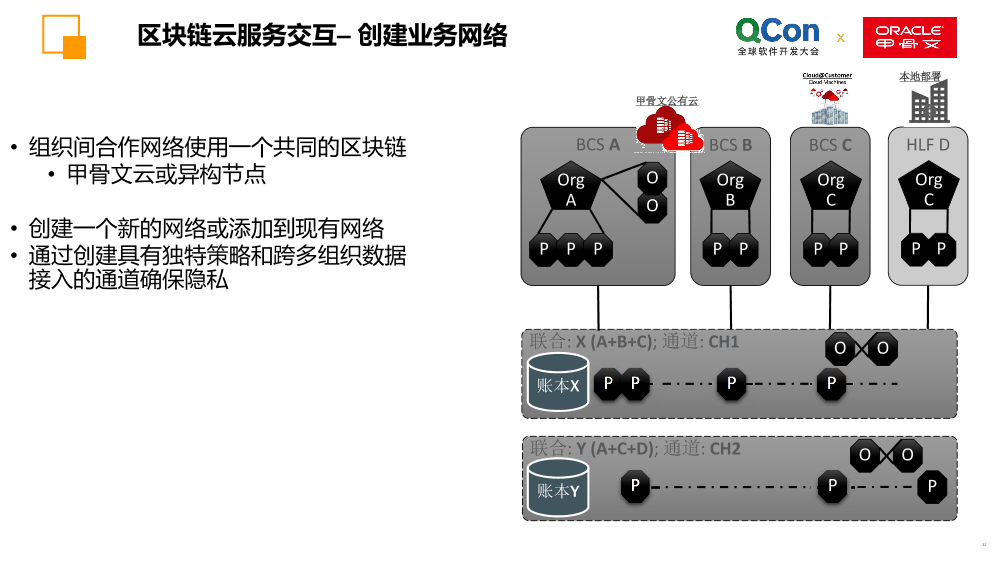 区块链云服务交互– 创建业务网络
QCon
全球软件开发大会
x
ORACLE
甲骨文
• 组织间合作网络使用一个共同的区块链
• 甲骨文云或异构节点
• 创建一个新的网络或添加到现有网络
• 通过创建具有独特策略和跨多组织数据
接入的通道确保隐私
甲骨文公有云
Cloud@Customer
Cloud Machines
本地部署
BCS A
BCS B
BCS C
HLF D
Org
A
O
O
Org
B
Org
C
Org
C
P P P
P P
P P
P P
联合: X (A+B+C); 通道: CH1
O O
账本X
P P
P
P
联合: Y (A+C+D); 通道: CH2
O O
账本Y
P
P
P